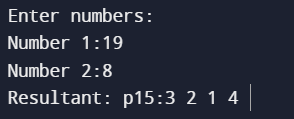 Enter numbers:
Number 1:19
Number 2:8
Resultant: p15:3 2 1 4